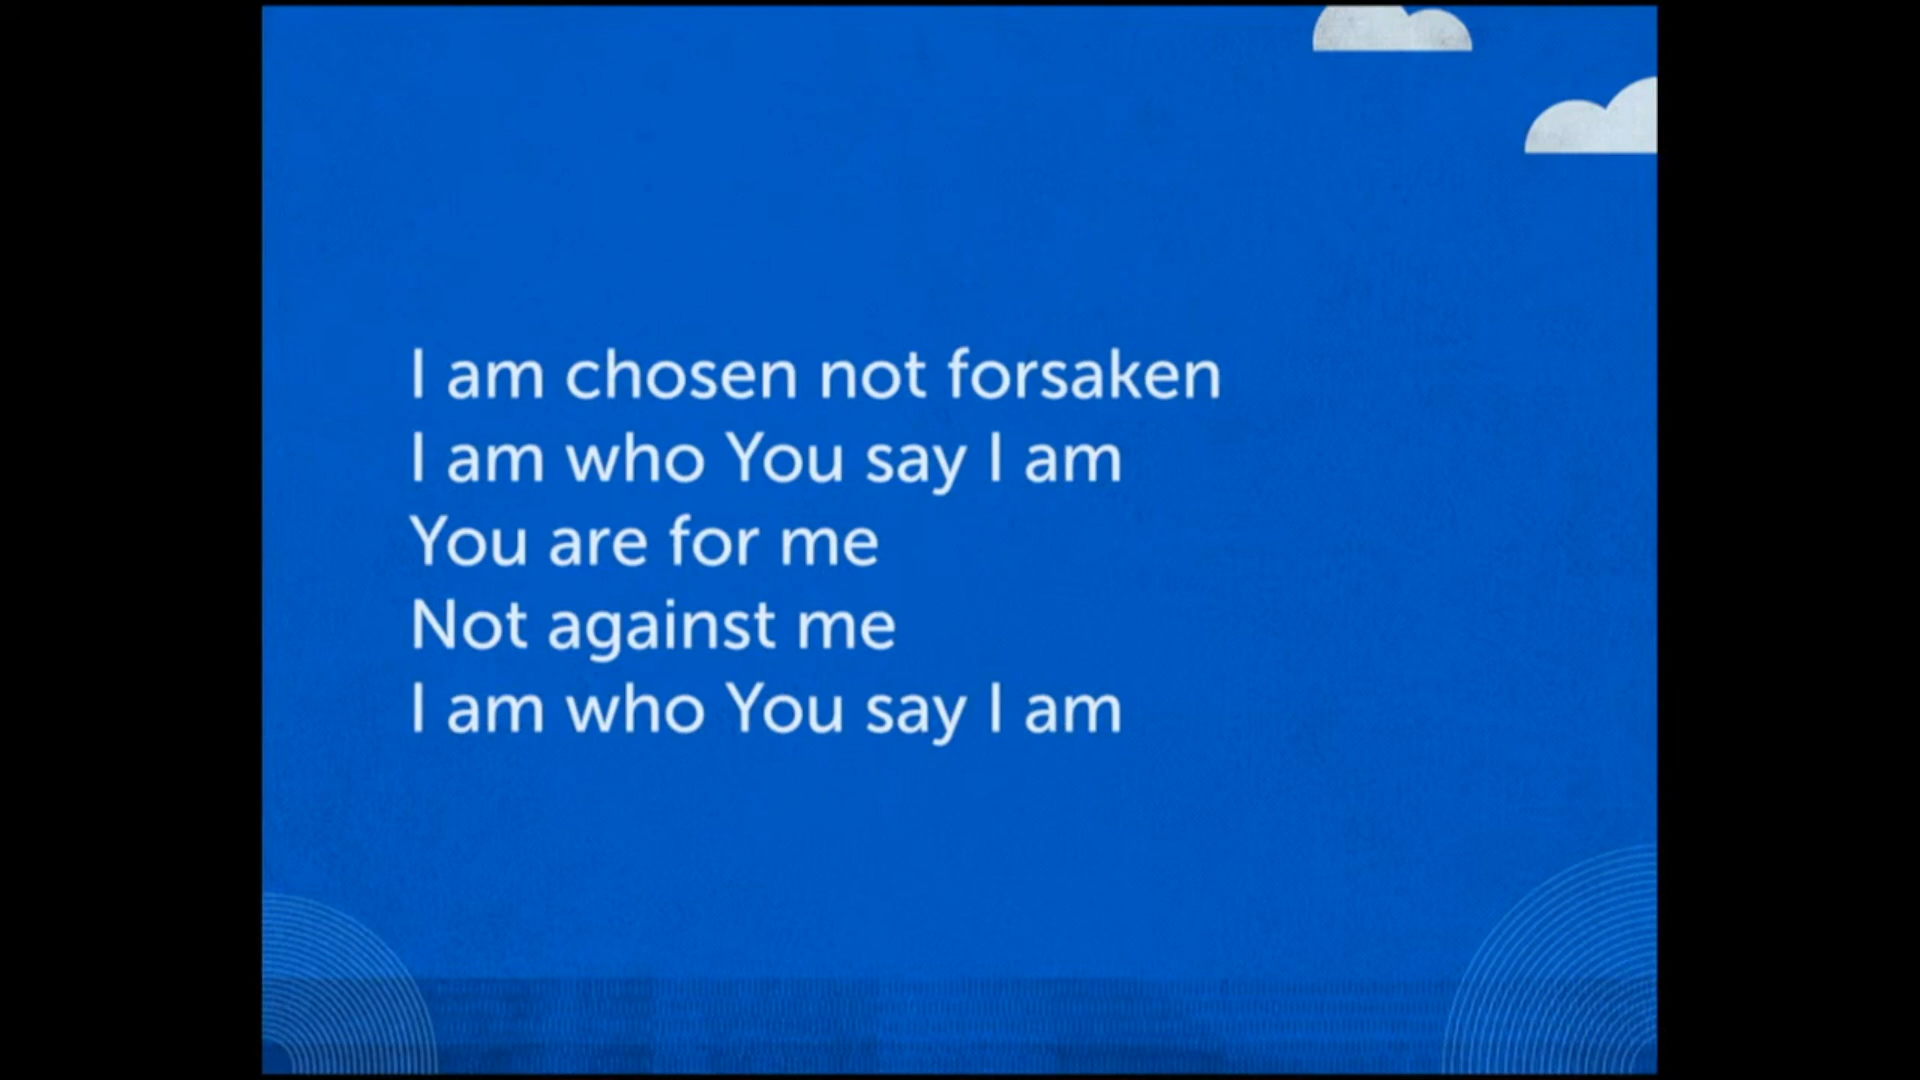 I am chosen not forsaken
I am who You say I am
You are for me
Not against me
I am who You say I am